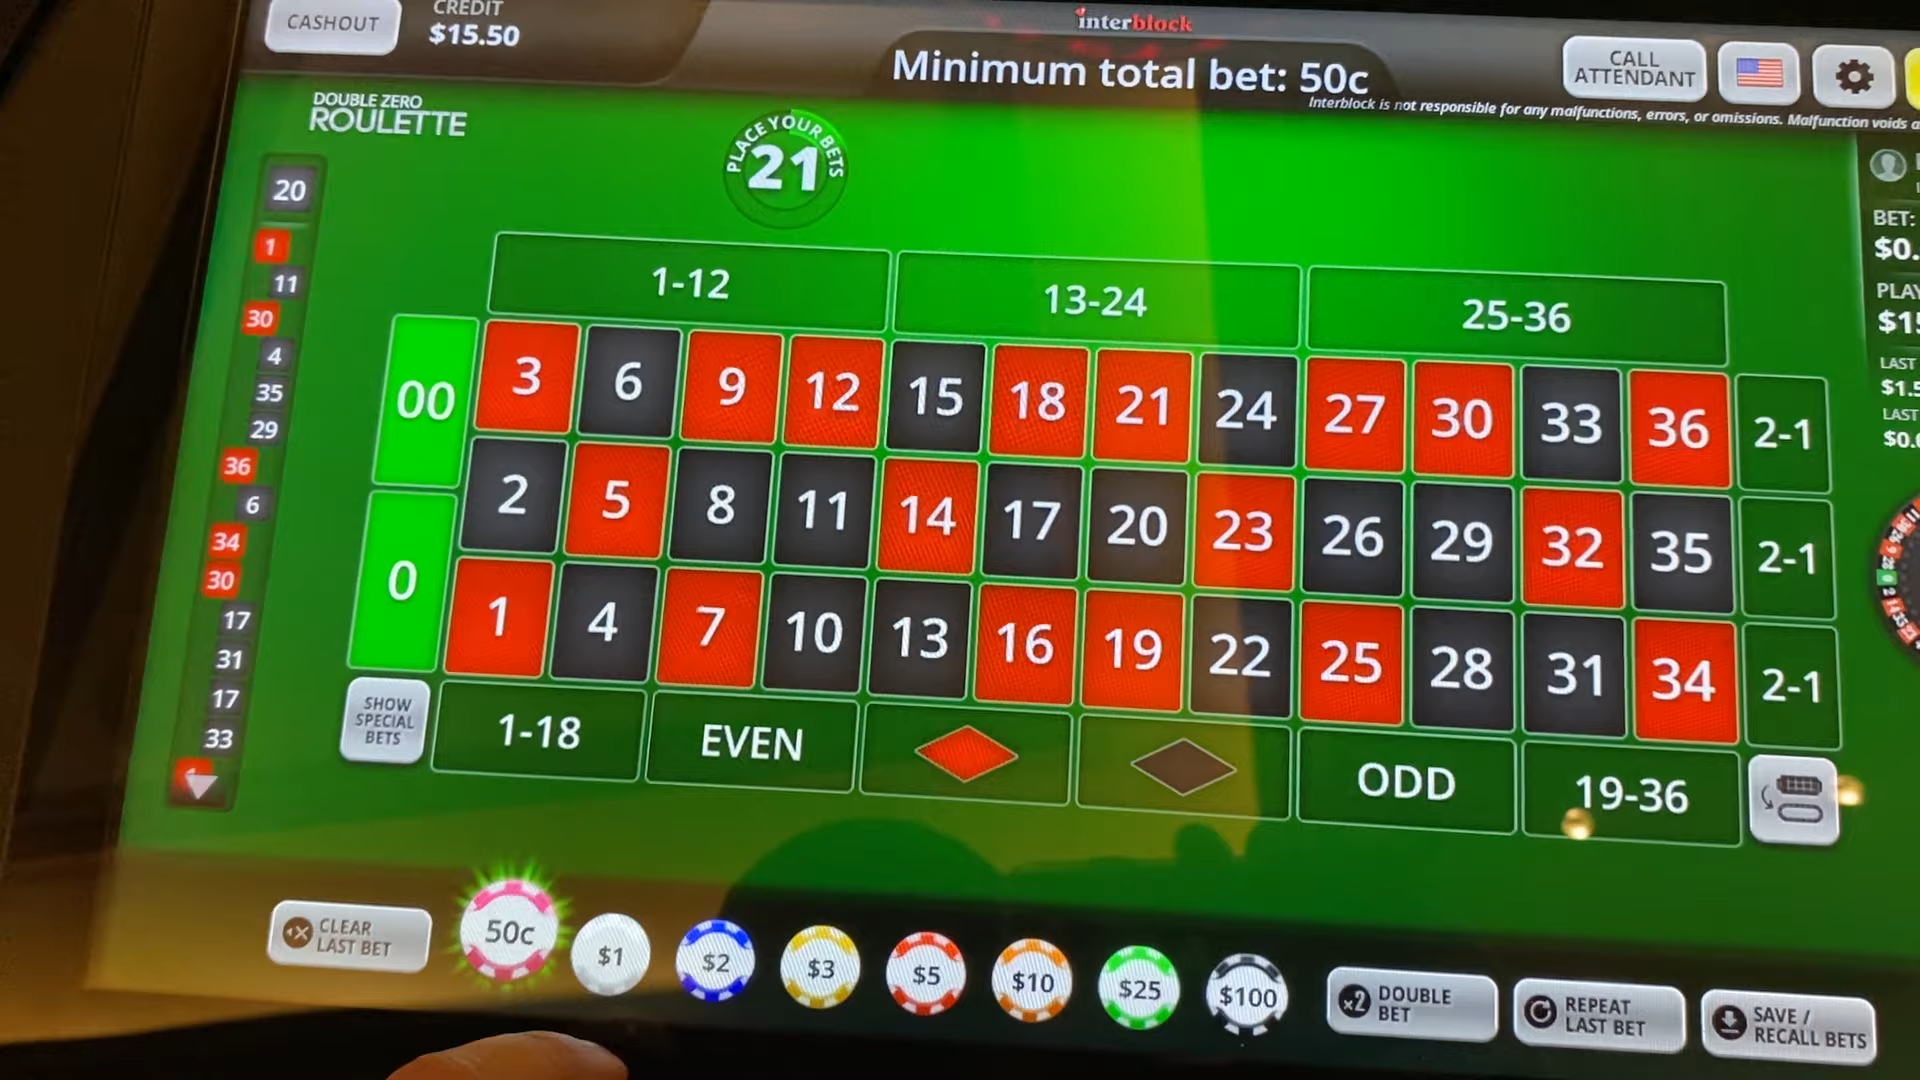 CASHOUT
CREDIT
$15.50
interblock
Minimum total bet: 50c
CALL
ATTENDANT
Interblock is not responsible for any malfunctions, errors, or omissions. Malfunction voids
DOUBLE ZERO
ROULETTE
PLACE YOUR BETS
21
20
1
11
30
4
35
29
36
6
34
30
17
31
17
33
BET:
$0.
LAST
LAST
1-12
13-24
25-36
00
3
6
9
12
15
18
21
24
27
30
33
36
2-1
2
5
8
11
14
17
20
23
26
29
32
35
2-1
0
1
4
7
10
13
16
19
22
25
28
31
34
2-1
SHOW
SPECIAL
BETS
1-18
EVEN
ODD
19-36
CLEAR
LAST BET
50c
$1
$2
$3
$5
$10
$25
$100
x2
DOUBLE
BET
REPEAT
LAST BET
SAVE /
RECALL BETS